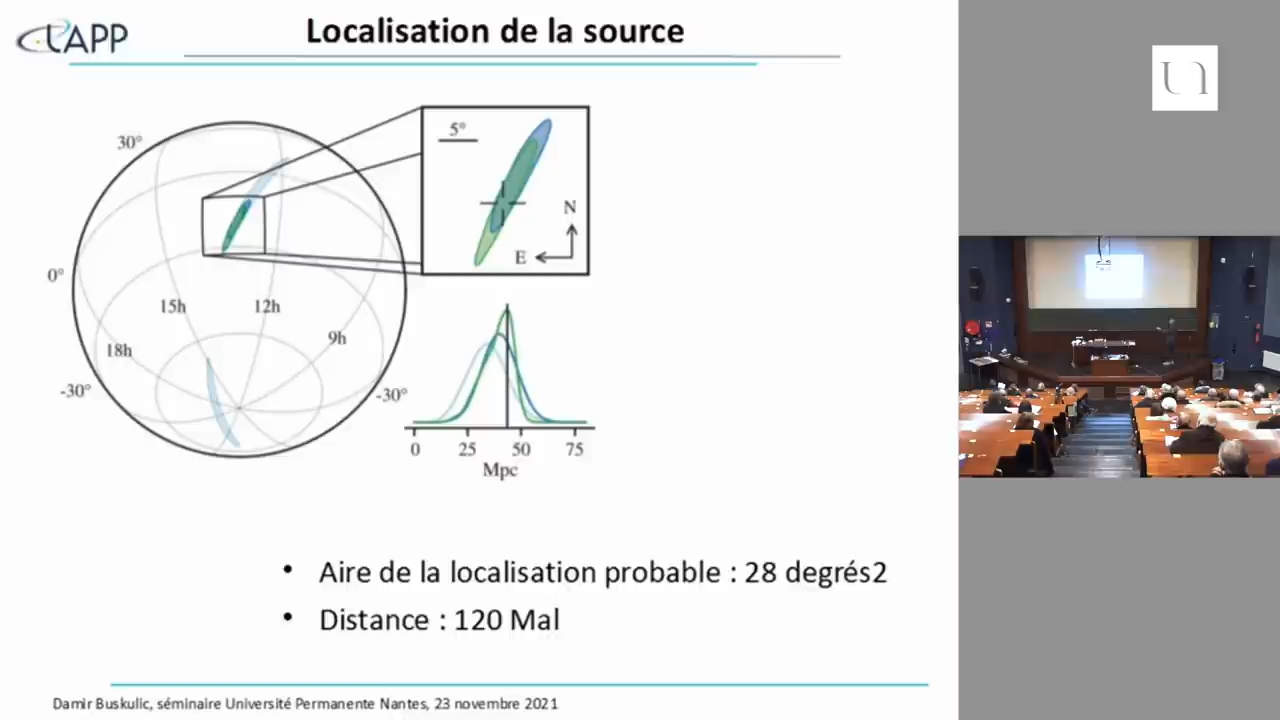 LAPP
Localisation de la source
30°
0°
15h
12h
18h
9h
-30°
-30°
5°
N
E
0 25 50 75
Mpc
• Aire de la localisation probable : 28 degrés2
• Distance : 120 Mal
Damir Buskulic, séminaire Université Permanente Nantes, 23 novembre 2021